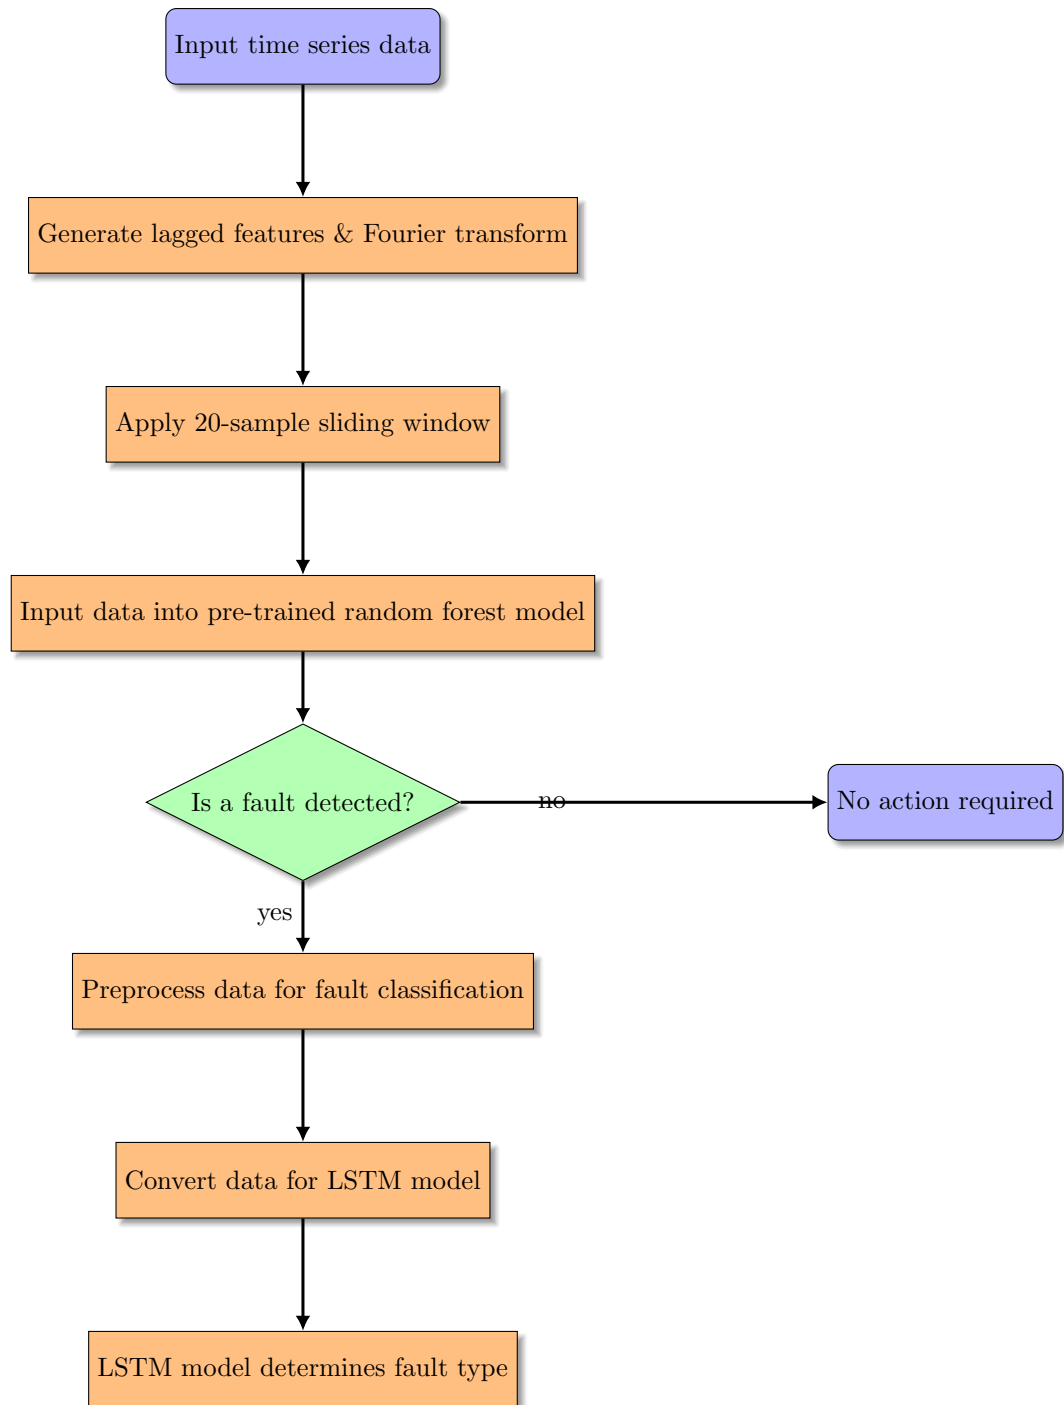 Input time series data
Generate lagged features & Fourier transform
Apply 20-sample sliding window
Input data into pre-trained random forest model
Is a fault detected?
no
No action required
yes
Preprocess data for fault classification
Convert data for LSTM model
LSTM model determines fault type